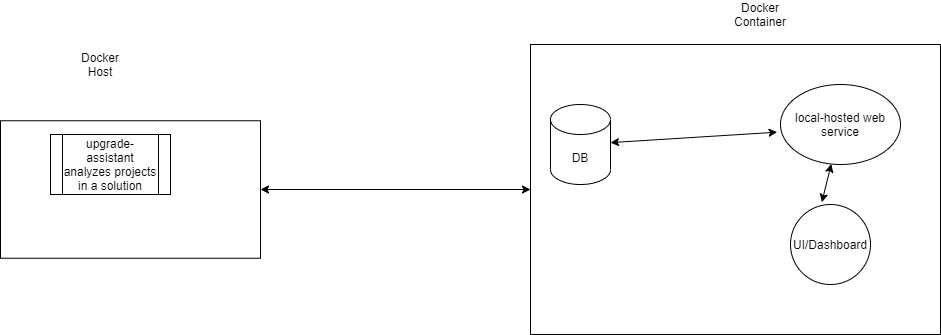 Docker
Container
Docker
Host
upgrade-
assistant
analyzes projects
in a solution
DB
local-hosted web
service
UI/Dashboard